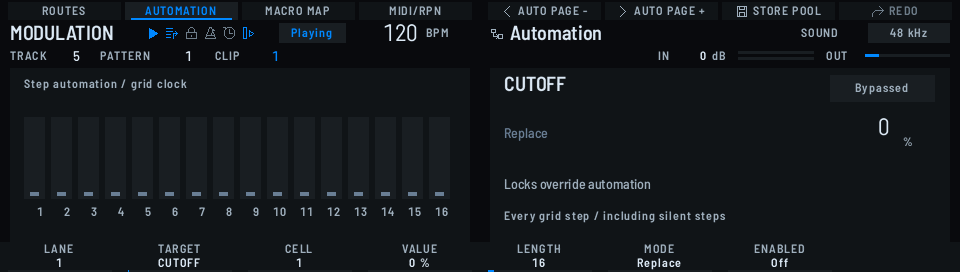 ROUTES AUTOMATION MACRO MAP MIDI/RPN AUTO PAGE - AUTO PAGE + STORE POOL REDO
MODULATION Playing 120 BPM Automation SOUND 48 kHz
TRACK 5 PATTERN 1 CLIP 1 IN 0 dB OUT
Step automation / grid clock
CUTOFF Bypassed
Replace 0 %
Locks override automation
1 2 3 4 5 6 7 8 9 10 11 12 13 14 15 16
Every grid step / including silent steps
LANE TARGET CELL VALUE LENGTH MODE ENABLED
1 CUTOFF 1 0 % 16 Replace Off